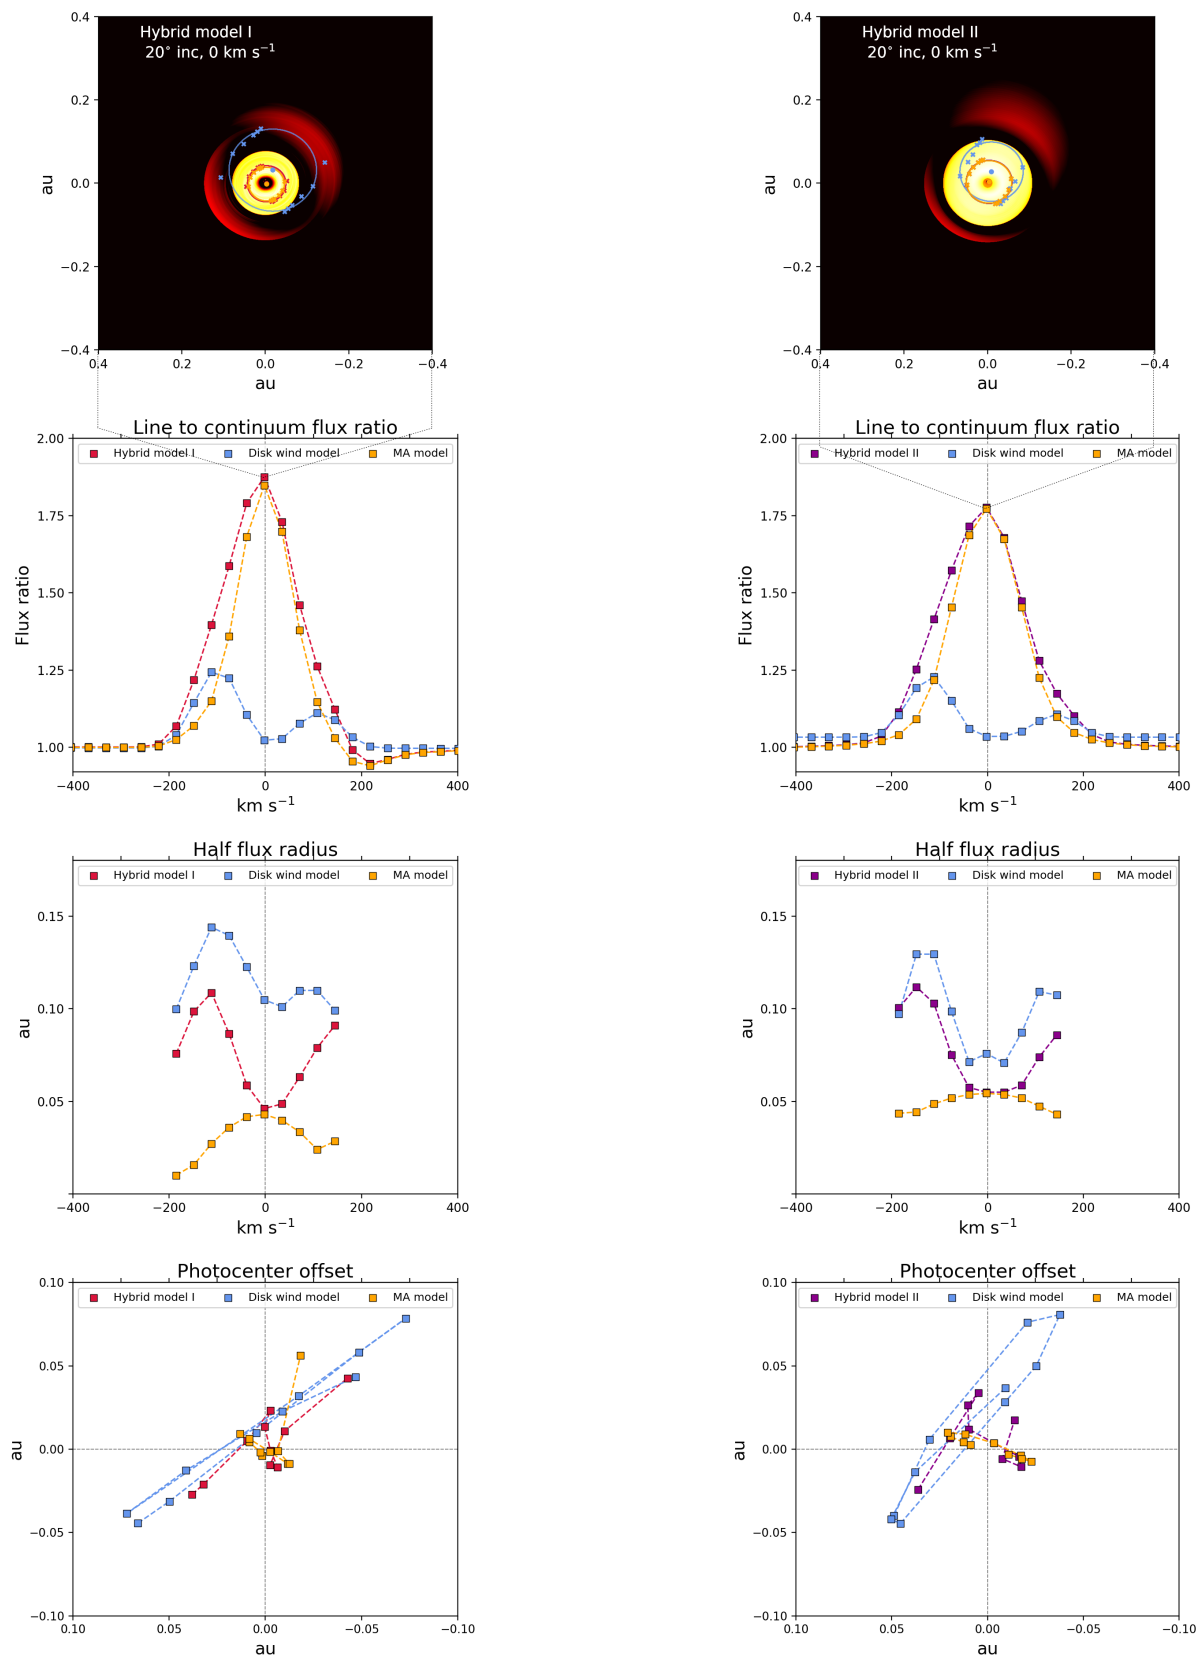 Hybrid model I
20° inc, 0 km s⁻¹
0.4
0.2
0.0
−0.2
−0.4
au
0.4 0.2 0.0 −0.2 −0.4
au
Hybrid model II
20° inc, 0 km s⁻¹
0.4
0.2
0.0
−0.2
−0.4
au
0.4 0.2 0.0 −0.2 −0.4
au
Line to continuum flux ratio
Hybrid model I Disk wind model MA model
2.00
1.75
1.50
1.25
1.00
Flux ratio
−400 −200 0 200 400
km s⁻¹
Line to continuum flux ratio
Hybrid model II Disk wind model MA model
2.00
1.75
1.50
1.25
1.00
Flux ratio
−400 −200 0 200 400
km s⁻¹
Half flux radius
Hybrid model I Disk wind model MA model
0.15
0.10
0.05
au
−400 −200 0 200 400
km s⁻¹
Half flux radius
Hybrid model II Disk wind model MA model
0.15
0.10
0.05
au
−400 −200 0 200 400
km s⁻¹
Photocenter offset
Hybrid model I Disk wind model MA model
0.10
0.05
0.00
−0.05
−0.10
au
0.10 0.05 0.00 −0.05 −0.10
au
Photocenter offset
Hybrid model II Disk wind model MA model
0.10
0.05
0.00
−0.05
−0.10
au
0.10 0.05 0.00 −0.05 −0.10
au